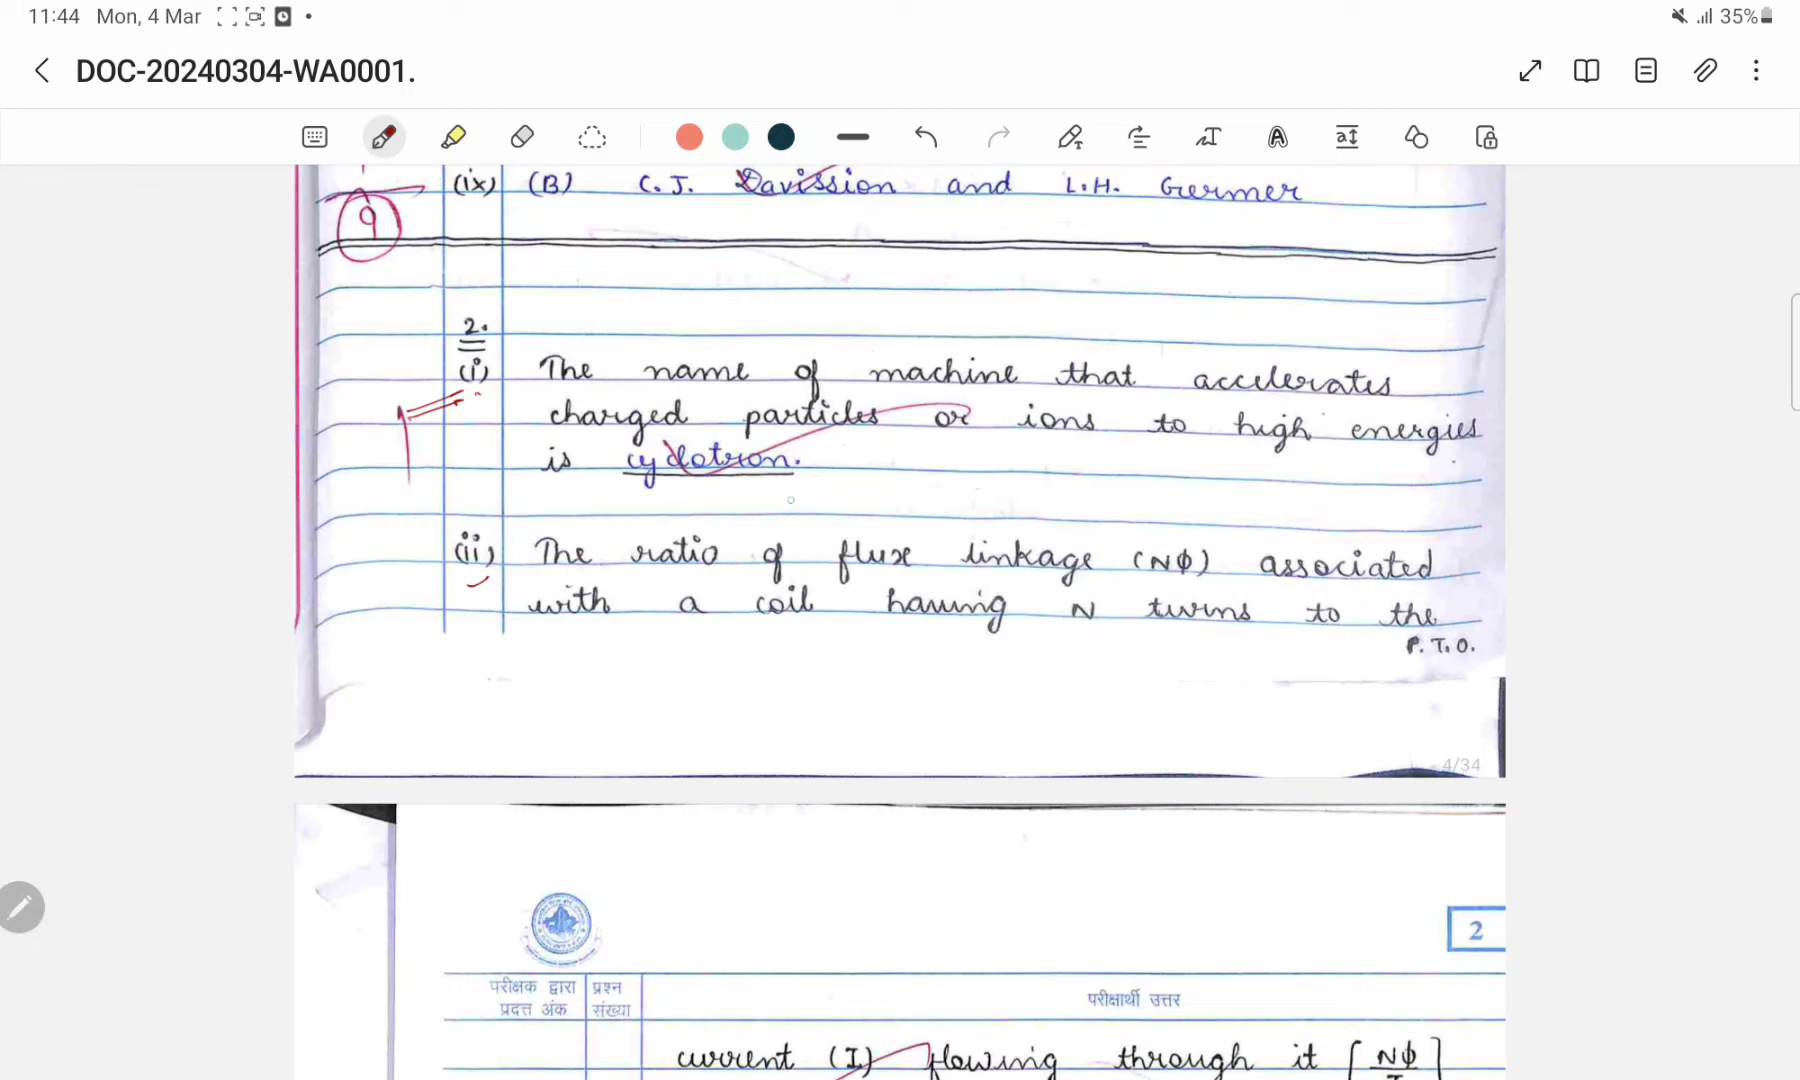 11:44 Mon, 4 Mar
35%
DOC-20240304-WA0001.
(ix) (B) C.J. Davission and L.H. Germer
9
2.
(i) The name of machine that accelerates
charged particles or ions to high energies
is cyclotron.
(ii) The ratio of flux linkage (Nϕ) associated
with a coil having N turns to the
P.T.O.
4/34
2
परीक्षक द्वारा प्रश्न
परीक्षार्थी उत्तर
प्रदत्त अंक संख्या
current (I) flowing through it [Nϕ